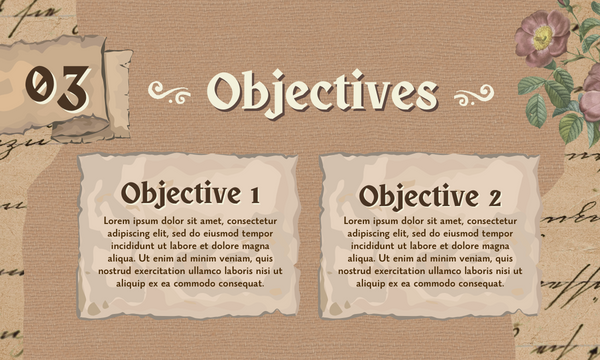 03
Objectives
Objective 1
Lorem ipsum dolor sit amet, consectetur
adipiscing elit, sed do eiusmod tempor
incididunt ut labore et dolore magna
aliqua. Ut enim ad minim veniam, quis
nostrud exercitation ullamco laboris nisi ut
aliquip ex ea commodo consequat.
Objective 2
Lorem ipsum dolor sit amet, consectetur
adipiscing elit, sed do eiusmod tempor
incididunt ut labore et dolore magna
aliqua. Ut enim ad minim veniam, quis
nostrud exercitation ullamco laboris nisi ut
aliquip ex ea commodo consequat.